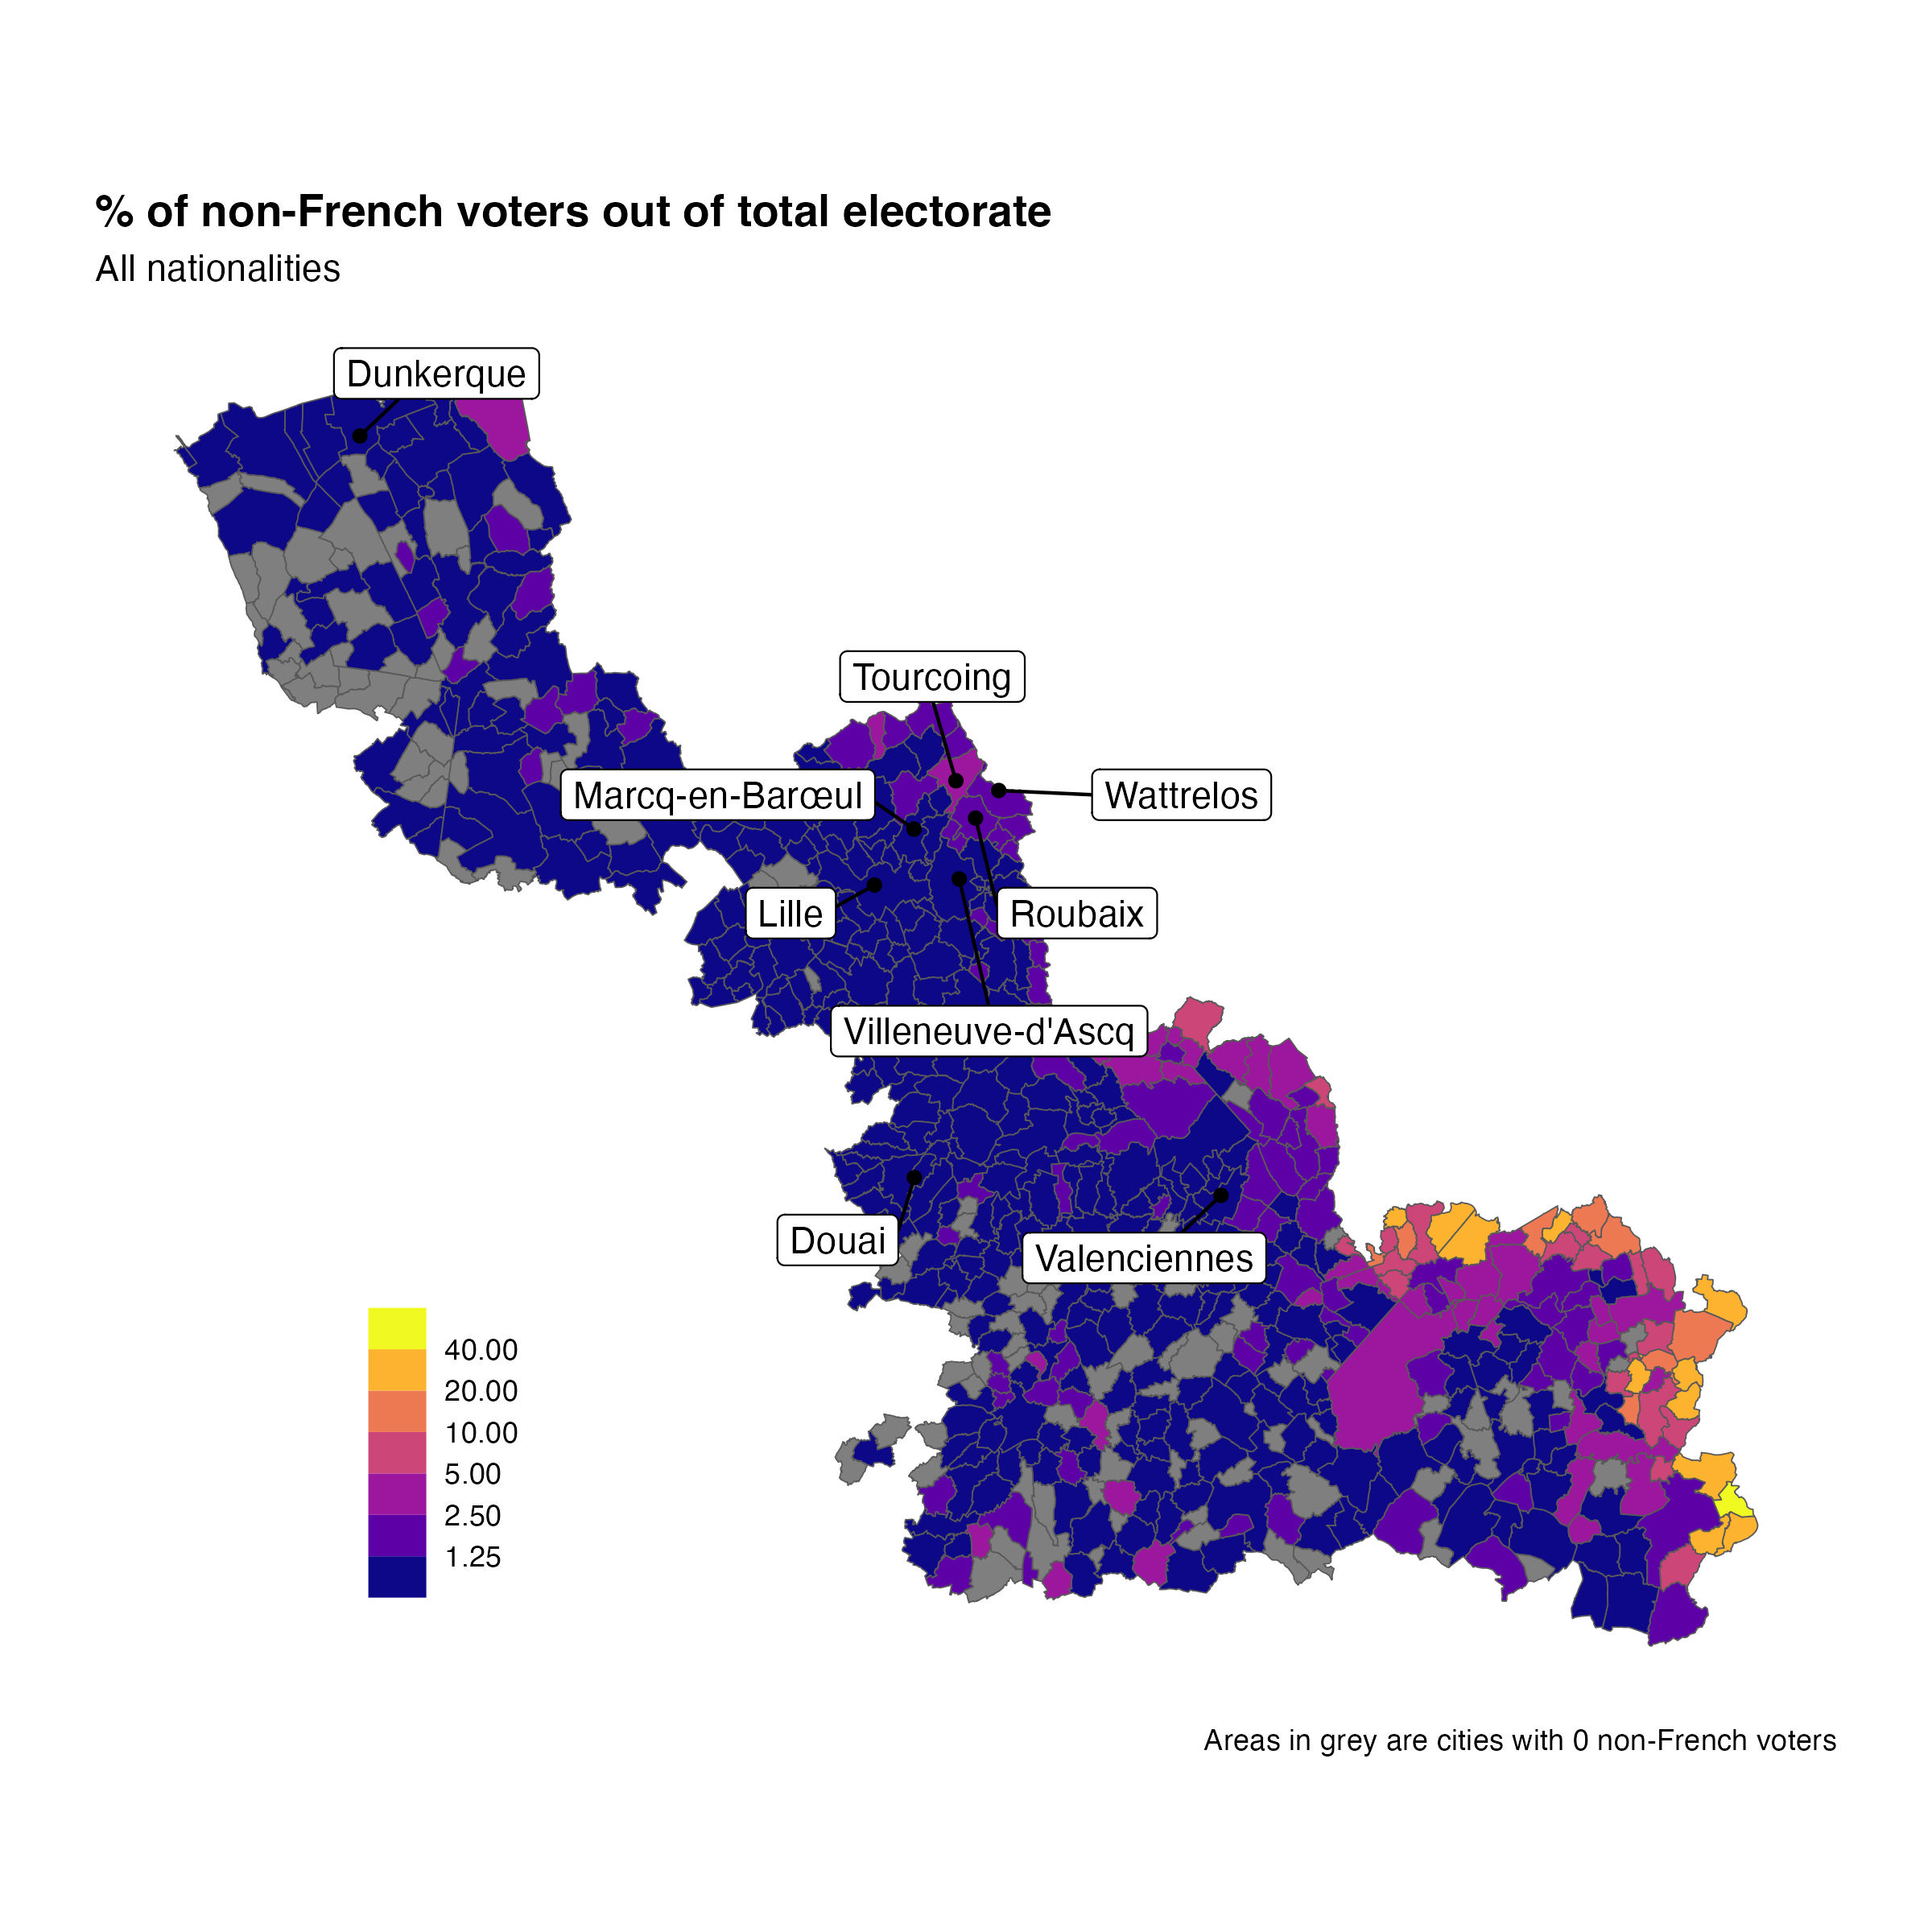 % of non-French voters out of total electorate
All nationalities
Dunkerque
Tourcoing
Marcq-en-Barœul
Wattrelos
Lille
Roubaix
Villeneuve-d'Ascq
Douai
Valenciennes
40.00
20.00
10.00
5.00
2.50
1.25
Areas in grey are cities with 0 non-French voters